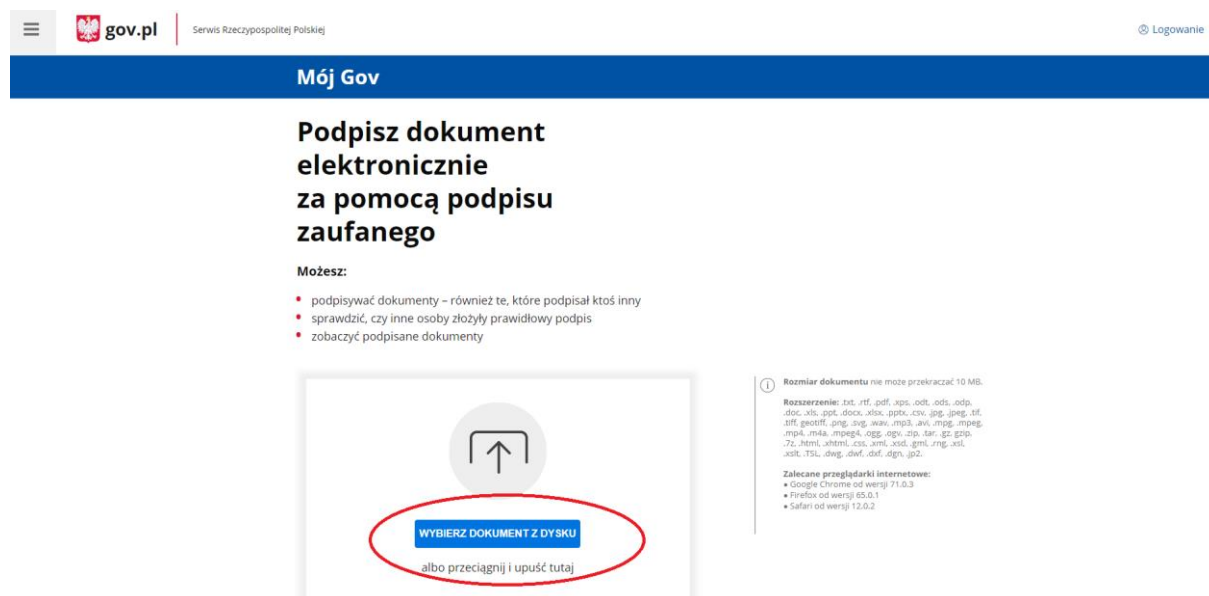 gov.pl
Serwis Rzeczypospolitej Polskiej
Logowanie
Mój Gov
Podpisz dokument
elektronicznie
za pomocą podpisu
zaufanego
Możesz:
• podpisywać dokumenty – również te, które podpisał ktoś inny
• sprawdzić, czy inne osoby złożyły prawidłowy podpis
• zobaczyć podpisane dokumenty
WYBIERZ DOKUMENT Z DYSKU
albo przeciągnij i upuść tutaj
Rozmiar dokumentu nie może przekraczać 10 MB.
Rozszerzenie: .txt, .rtf, .pdf, .xps, .odt, .ods, .odp,
.doc, .xls, .ppt, .docx, .xlsx, .pptx, .csv, .jpg, .jpeg, .tif,
.tiff, geotiff, .png, .svg, .wav, .mp3, .avi, .mpg, .mpeg,
.mp4, .m4a, .mpeg4, .ogg, .ogv, .zip, .tar, .gz, gzip,
.7z, .html, .xhtml, .css, .xml, .xsd, .gml, .rng, .xsl,
.xslt, .TSL, .dwg, .dwf, .dxf, .dgn, .jp2.
Zalecane przeglądarki internetowe:
• Google Chrome od wersji 71.0.3
• Firefox od wersji 65.0.1
• Safari od wersji 12.0.2